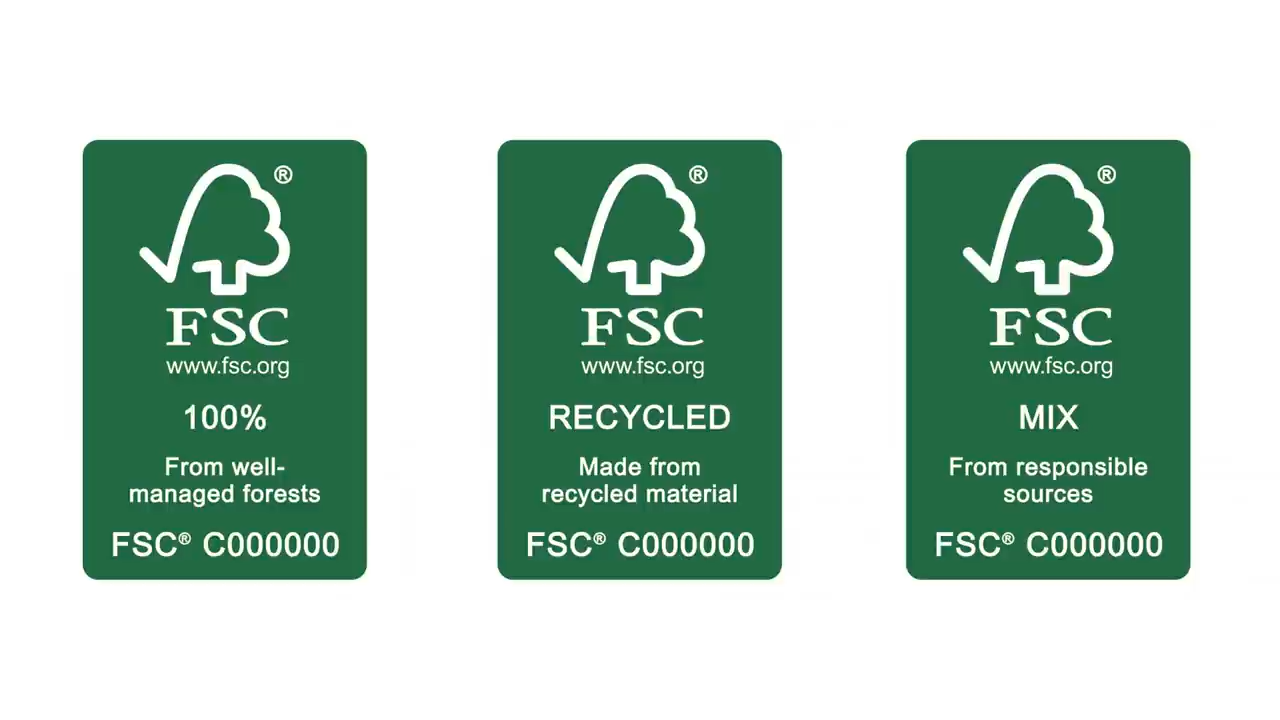 ®
FSC
www.fsc.org
100%
From well-
managed forests
FSC® C000000
®
FSC
www.fsc.org
RECYCLED
Made from
recycled material
FSC® C000000
®
FSC
www.fsc.org
MIX
From responsible
sources
FSC® C000000